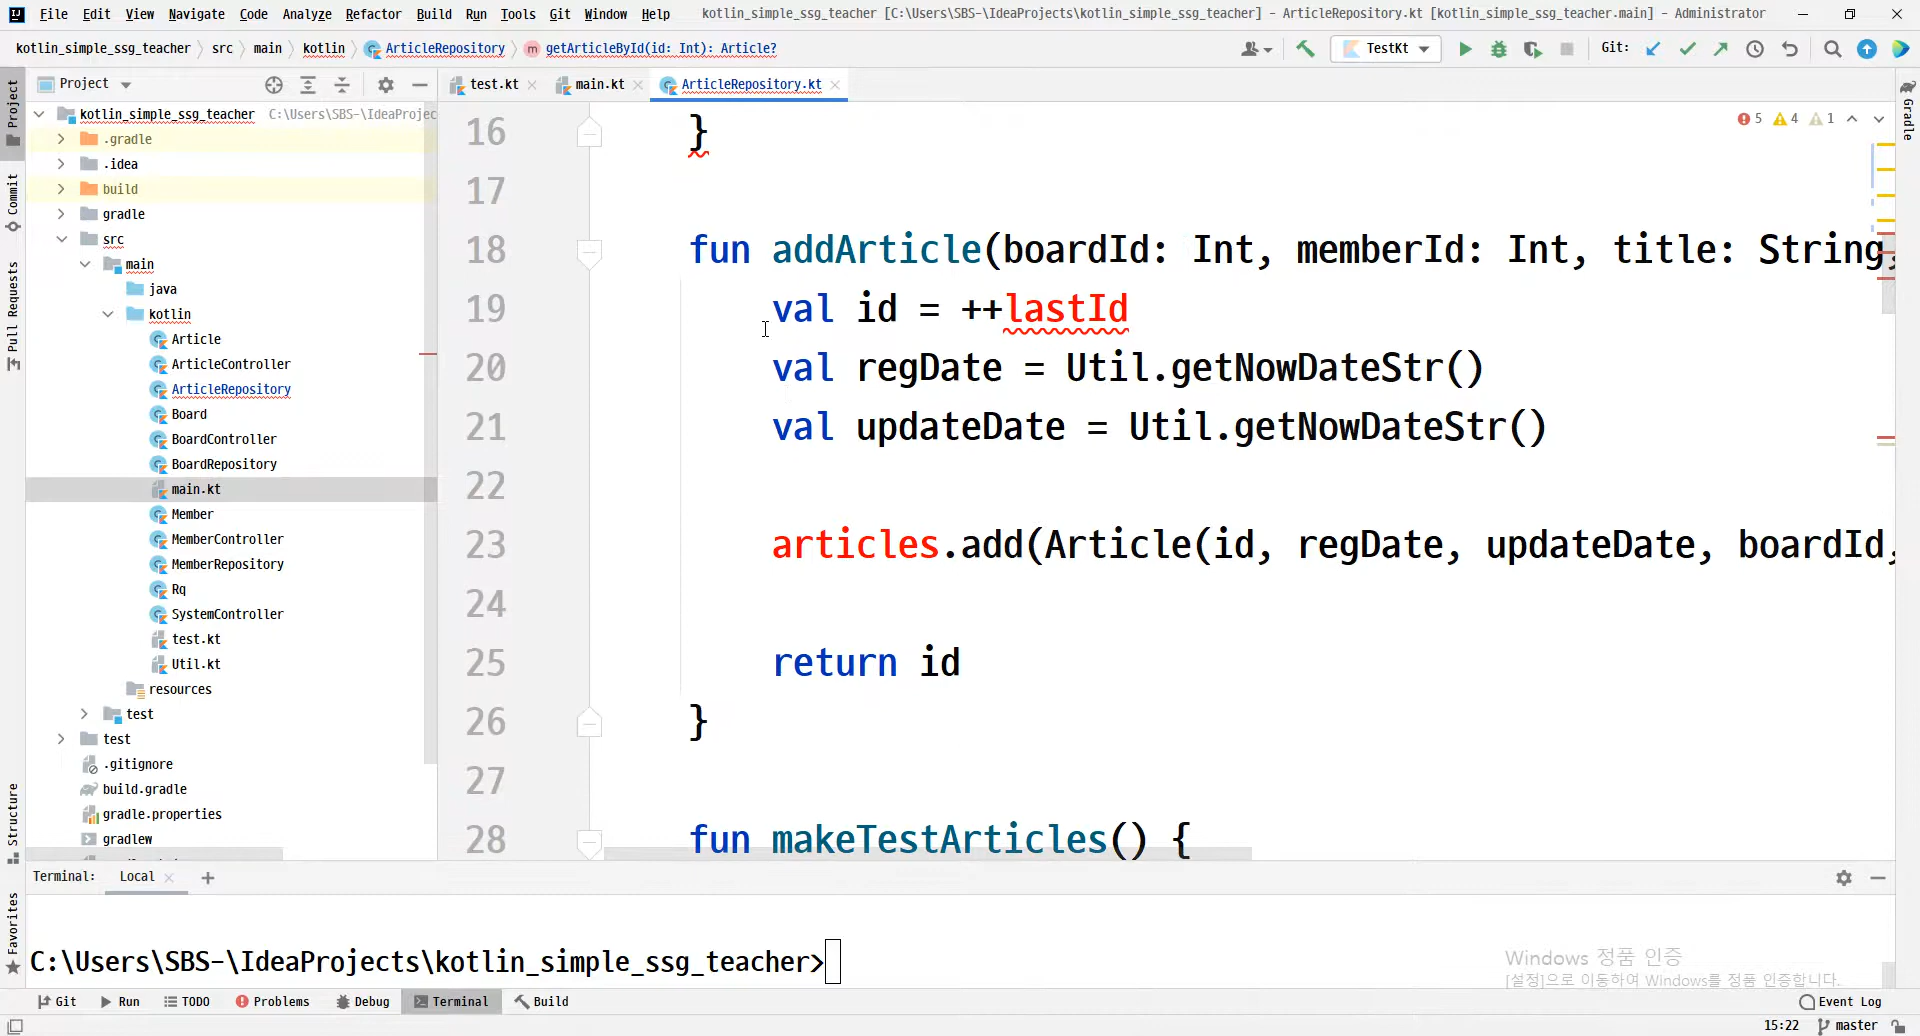 File Edit View Navigate Code Analyze Refactor Build Run Tools Git Window Help kotlin_simple_ssg_teacher [C:\Users\SBS-\IdeaProjects\kotlin_simple_ssg_teacher] - ArticleRepository.kt [kotlin_simple_ssg_teacher.main] - Administrator
kotlin_simple_ssg_teacher src main kotlin ArticleRepository getArticleById(id: Int): Article? TestKt Git:
Project test.kt main.kt ArticleRepository.kt
kotlin_simple_ssg_teacher C:\Users\SBS-\IdeaProjec
.gradle
.idea
build
gradle
src
main
java
kotlin
Article
ArticleController
ArticleRepository
Board
BoardController
BoardRepository
main.kt
Member
MemberController
MemberRepository
Rq
SystemController
test.kt
Util.kt
resources
test
test
.gitignore
build.gradle
gradle.properties
gradlew
Project
Commit
Pull Requests
Structure
Favorites
Gradle
5 4 1
16 }
17
18 fun addArticle(boardId: Int, memberId: Int, title: String,
19 val id = ++lastId
20 val regDate = Util.getNowDateStr()
21 val updateDate = Util.getNowDateStr()
22
23 articles.add(Article(id, regDate, updateDate, boardId,
24
25 return id
26 }
27
28 fun makeTestArticles() {
Terminal: Local
C:\Users\SBS-\IdeaProjects\kotlin_simple_ssg_teacher>
Windows 정품 인증
[설정]으로 이동하여 Windows를 정품 인증합니다.
Git Run TODO Problems Debug Terminal Build Event Log
15:22 master